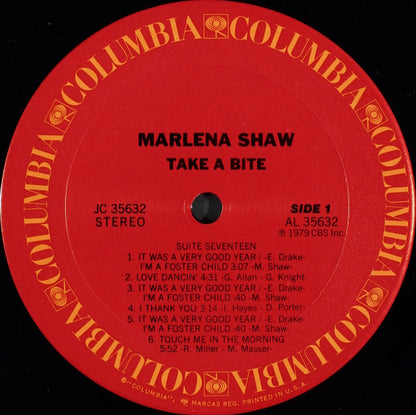 COLUMBIA COLUMBIA COLUMBIA COLUMBIA COLUMBIA COLUMBIA
MARLENA SHAW
TAKE A BITE
JC 35632
STEREO
SIDE 1
AL 35632
℗ 1979 CBS Inc.
SUITE SEVENTEEN
1. IT WAS A VERY GOOD YEAR / -E. Drake-
I'M A FOSTER CHILD 3:07 -M. Shaw-
2. LOVE DANCIN' 4:31 -G. Allan - G. Knight-
3. IT WAS A VERY GOOD YEAR / -E. Drake-
I'M A FOSTER CHILD :40 -M. Shaw-
4. I THANK YOU 3:14 -I. Hayes - D. Porter-
5. IT WAS A VERY GOOD YEAR / -E. Drake-
I'M A FOSTER CHILD :40 -M. Shaw-
6. TOUCH ME IN THE MORNING
5:52 -R. Miller - M. Masser-
℗"COLUMBIA", MARCAS REG. PRINTED IN U.S.A.